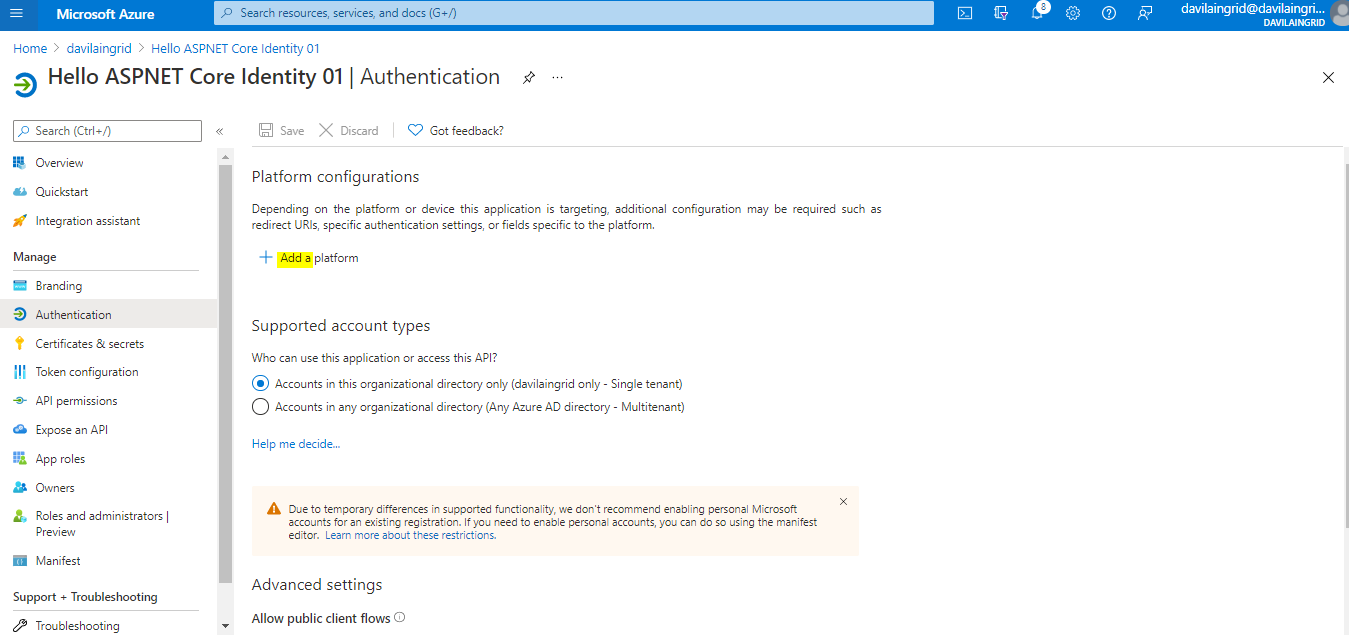 Microsoft Azure
Search resources, services, and docs (G+/)
8
davilaingrid@davilaingri...
DAVILAINGRID
Home > davilaingrid > Hello ASPNET Core Identity 01
Hello ASPNET Core Identity 01 | Authentication
...
Search (Ctrl+/)
«
Save
Discard
Got feedback?
Overview
Quickstart
Integration assistant
Manage
Branding
Authentication
Certificates & secrets
Token configuration
API permissions
Expose an API
App roles
Owners
Roles and administrators |
Preview
Manifest
Support + Troubleshooting
Troubleshooting
Platform configurations
Depending on the platform or device this application is targeting, additional configuration may be required such as
redirect URIs, specific authentication settings, or fields specific to the platform.
Add a platform
Supported account types
Who can use this application or access this API?
Accounts in this organizational directory only (davilaingrid only - Single tenant)
Accounts in any organizational directory (Any Azure AD directory - Multitenant)
Help me decide...
Due to temporary differences in supported functionality, we don't recommend enabling personal Microsoft
accounts for an existing registration. If you need to enable personal accounts, you can do so using the manifest
editor. Learn more about these restrictions.
Advanced settings
Allow public client flows